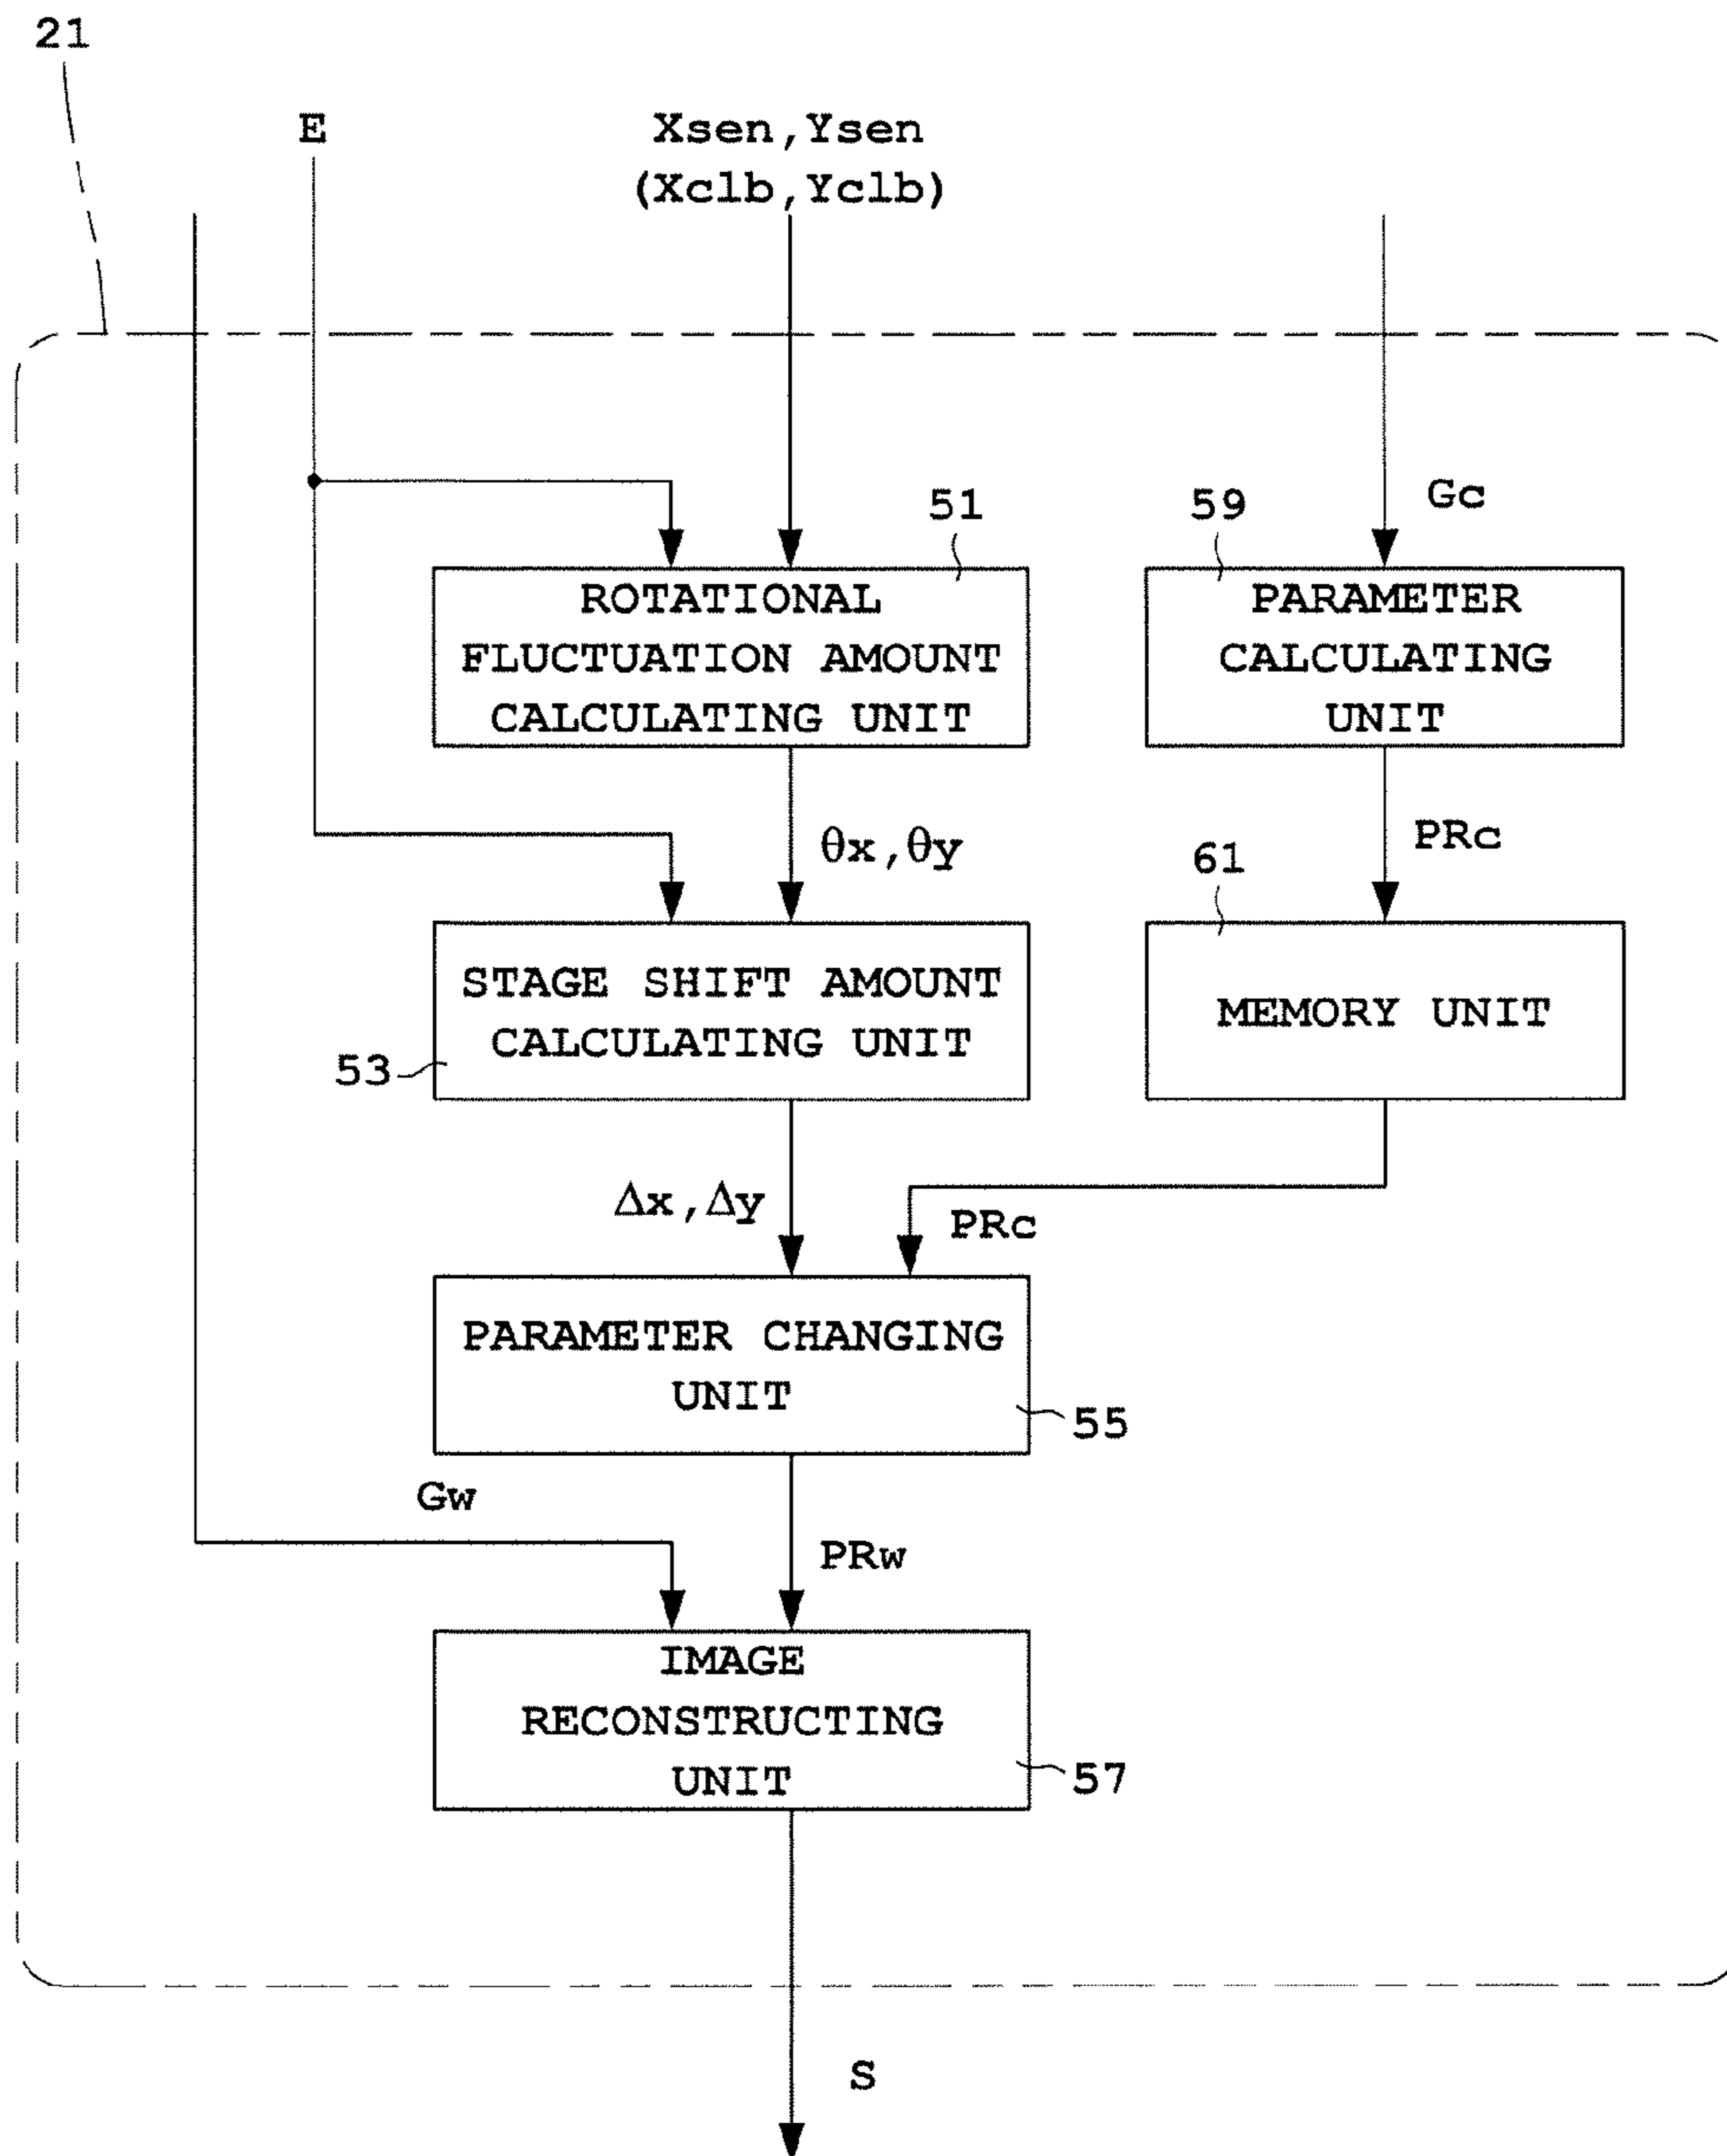 21
E
Xsen,Ysen
(Xclb,Yclb)
Gc
51
59
ROTATIONAL
FLUCTUATION AMOUNT
CALCULATING UNIT
PARAMETER
CALCULATING
UNIT
θx,θy
PRc
61
STAGE SHIFT AMOUNT
CALCULATING UNIT
53
MEMORY UNIT
Δx,Δy
PRc
PARAMETER CHANGING
UNIT
55
Gw
PRw
IMAGE
RECONSTRUCTING
UNIT
57
S